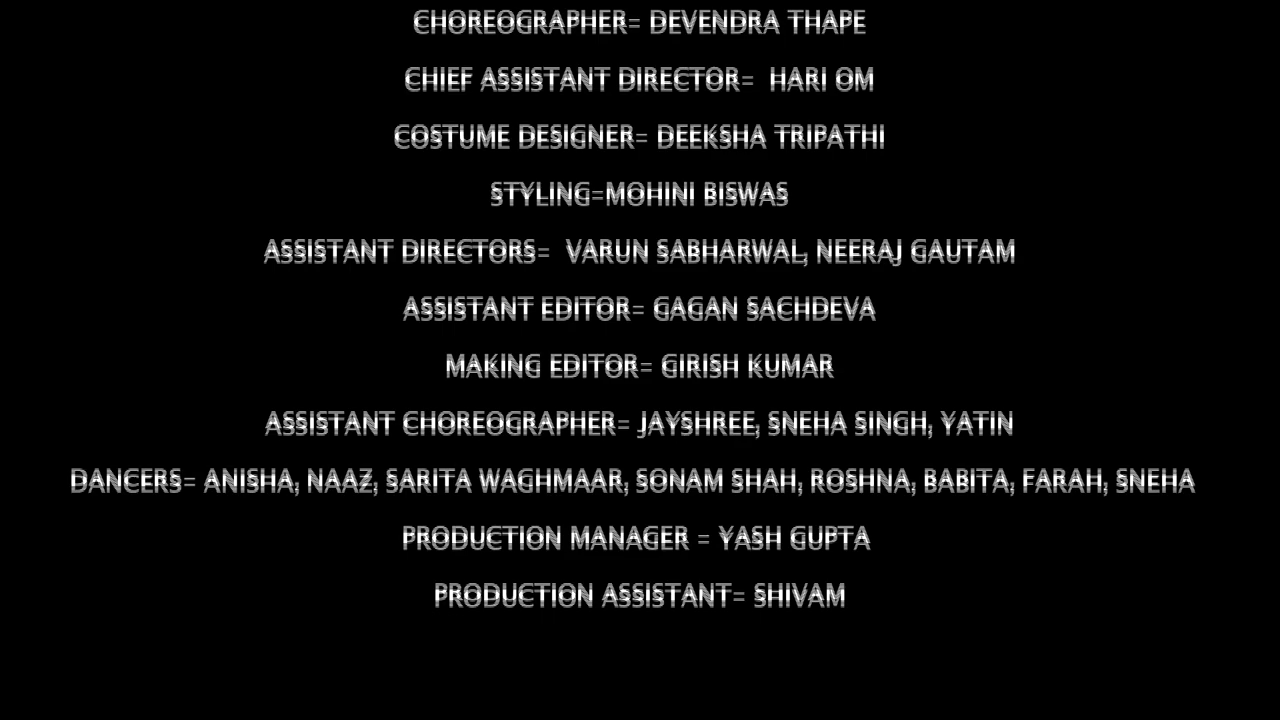 CHOREOGRAPHER= DEVENDRA THAPE
CHIEF ASSISTANT DIRECTOR= HARI OM
COSTUME DESIGNER= DEEKSHA TRIPATHI
STYLING=MOHINI BISWAS
ASSISTANT DIRECTORS= VARUN SABHARWAL, NEERAJ GAUTAM
ASSISTANT EDITOR= GAGAN SACHDEVA
MAKING EDITOR= GIRISH KUMAR
ASSISTANT CHOREOGRAPHER= JAYSHREE, SNEHA SINGH, YATIN
DANCERS= ANISHA, NAAZ, SARITA WAGHMAAR, SONAM SHAH, ROSHNA, BABITA, FARAH, SNEHA
PRODUCTION MANAGER = YASH GUPTA
PRODUCTION ASSISTANT= SHIVAM